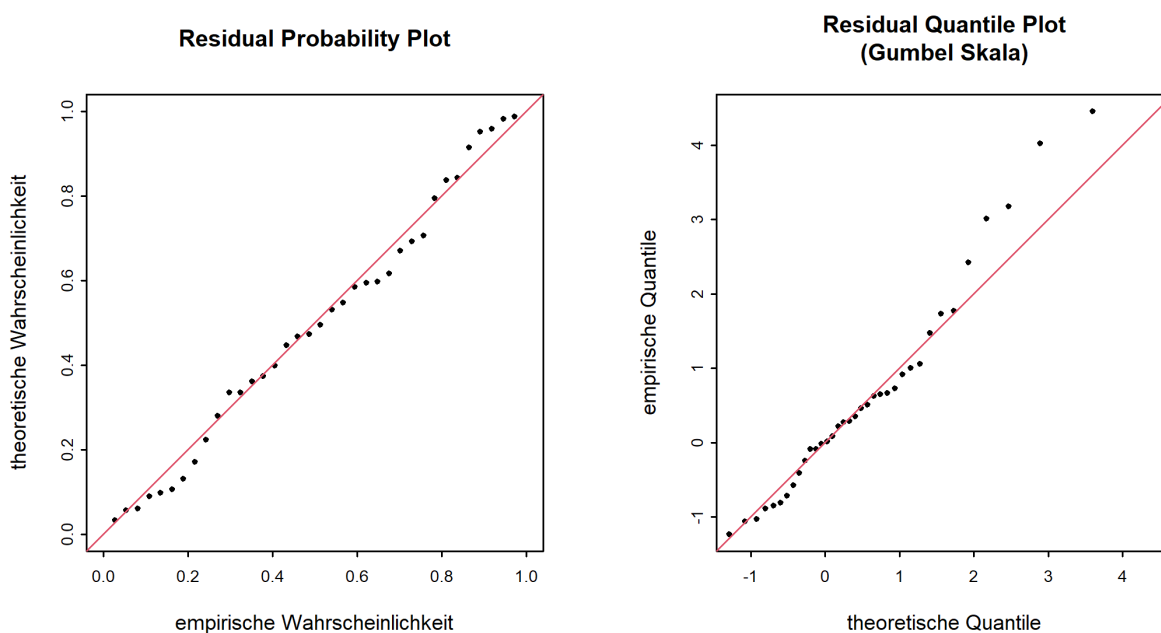 Residual Probability Plot
theoretische Wahrscheinlichkeit
1.0
0.8
0.6
0.4
0.2
0.0
0.0 0.2 0.4 0.6 0.8 1.0
empirische Wahrscheinlichkeit
Residual Quantile Plot
(Gumbel Skala)
empirische Quantile
4
3
2
1
0
-1
-1 0 1 2 3 4
theoretische Quantile